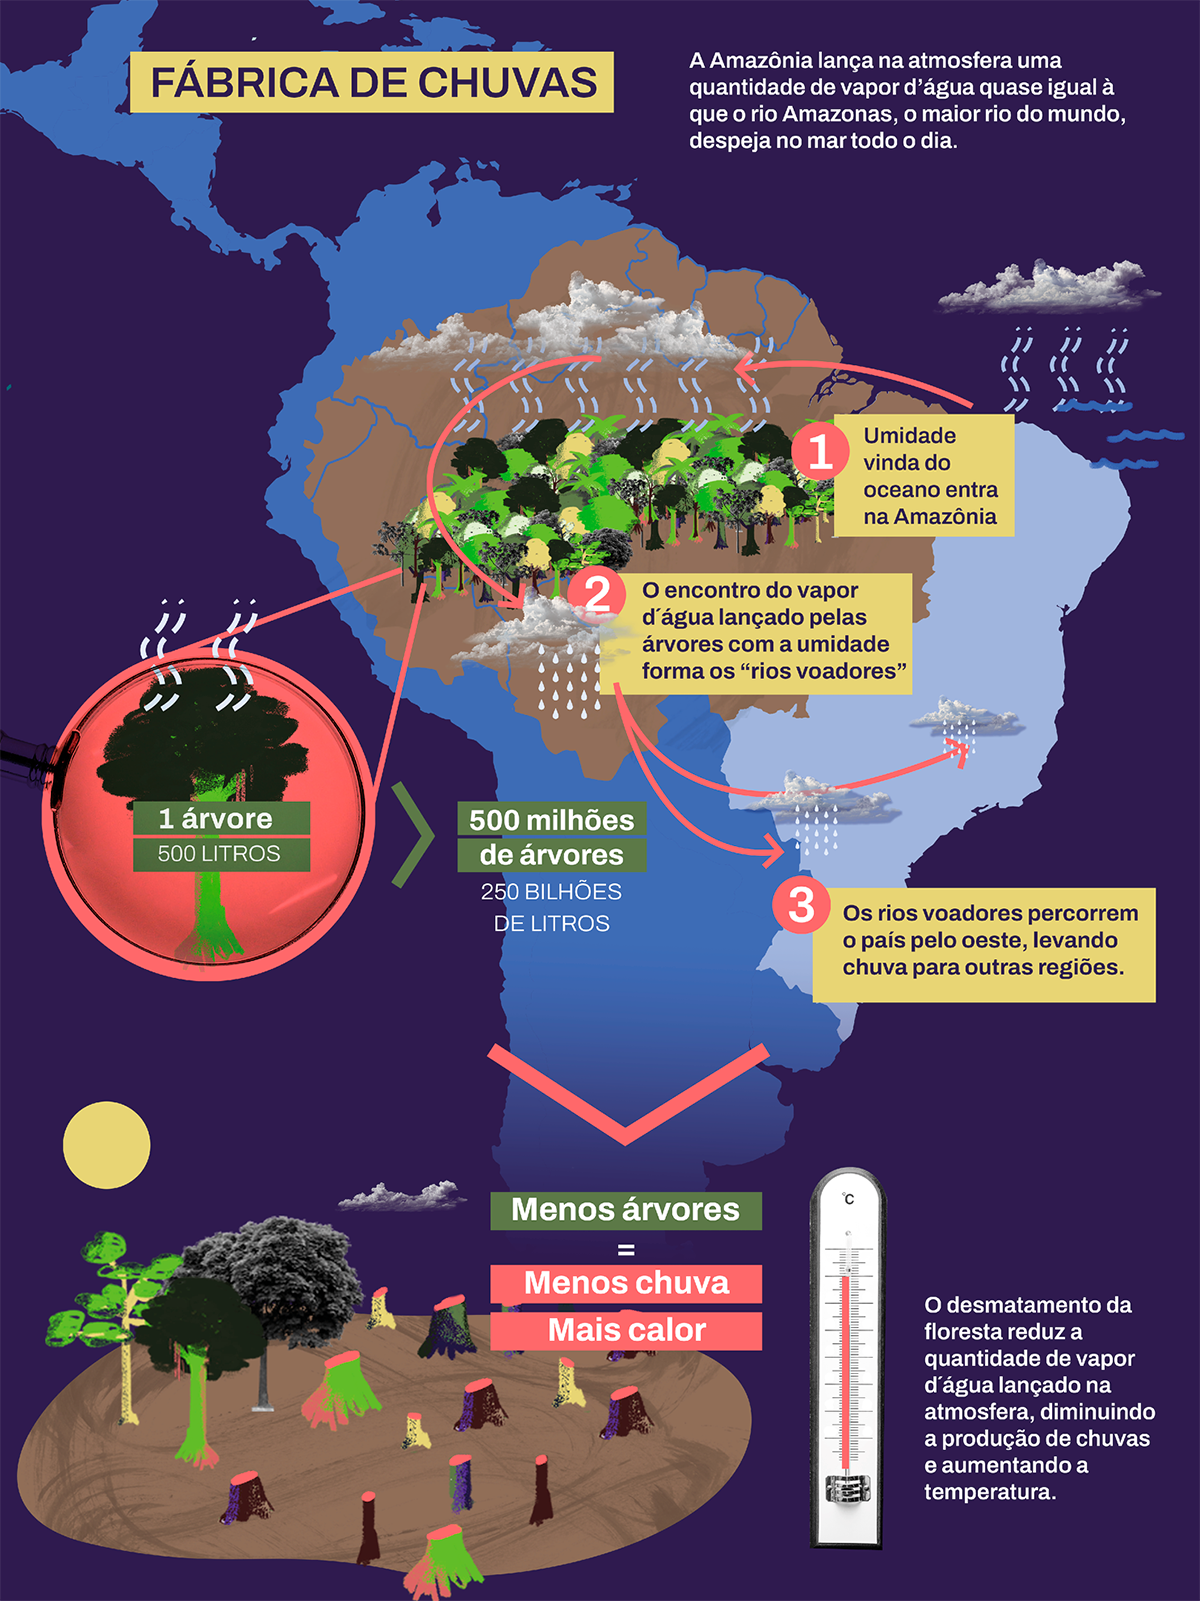 FÁBRICA DE CHUVAS
A Amazônia lança na atmosfera uma
quantidade de vapor d’água quase igual à
que o rio Amazonas, o maior rio do mundo,
despeja no mar todo o dia.
1
Umidade
vinda do
oceano entra
na Amazônia
2
O encontro do vapor
d´água lançado pelas
árvores com a umidade
forma os “rios voadores”
1 árvore
500 LITROS
500 milhões
de árvores
250 BILHÕES
DE LITROS
3
Os rios voadores percorrem
o país pelo oeste, levando
chuva para outras regiões.
Menos árvores
=
Menos chuva
Mais calor
°C
O desmatamento da
floresta reduz a
quantidade de vapor
d´água lançado na
atmosfera, diminuindo
a produção de chuvas
e aumentando a
temperatura.